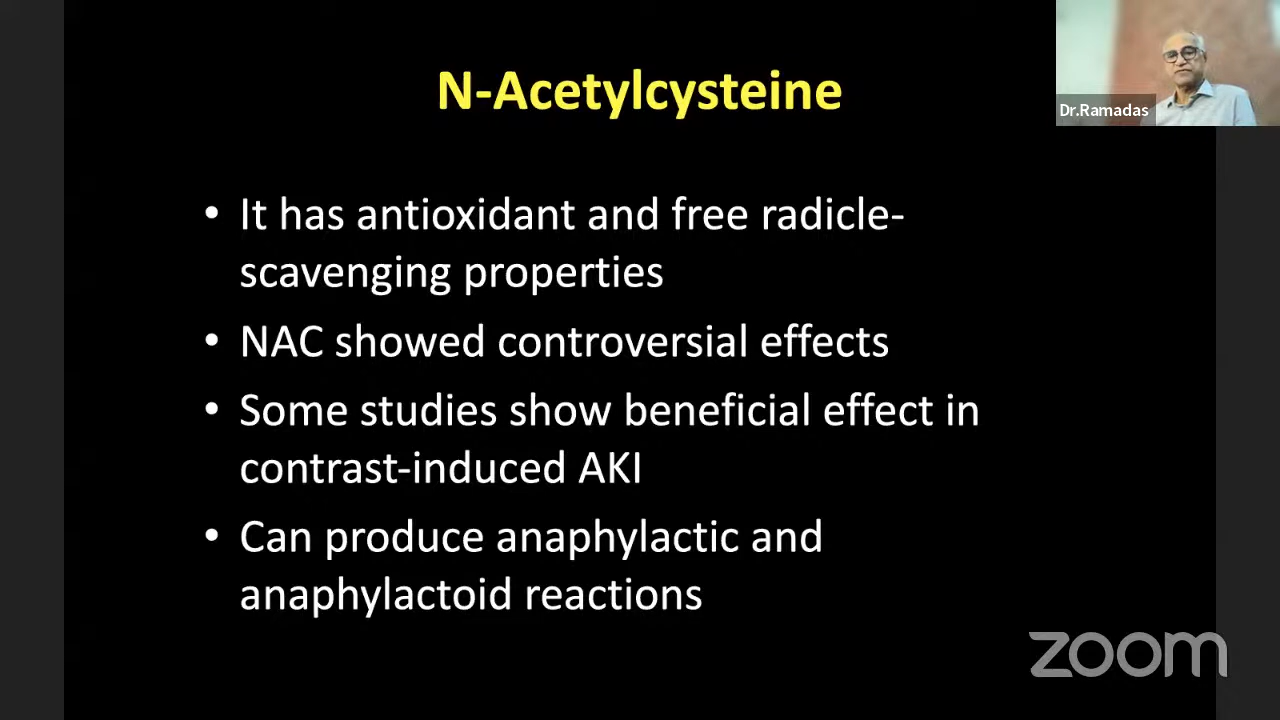 N-Acetylcysteine
Dr.Ramadas
• It has antioxidant and free radicle-
scavenging properties
• NAC showed controversial effects
• Some studies show beneficial effect in
contrast-induced AKI
• Can produce anaphylactic and
anaphylactoid reactions
zoom